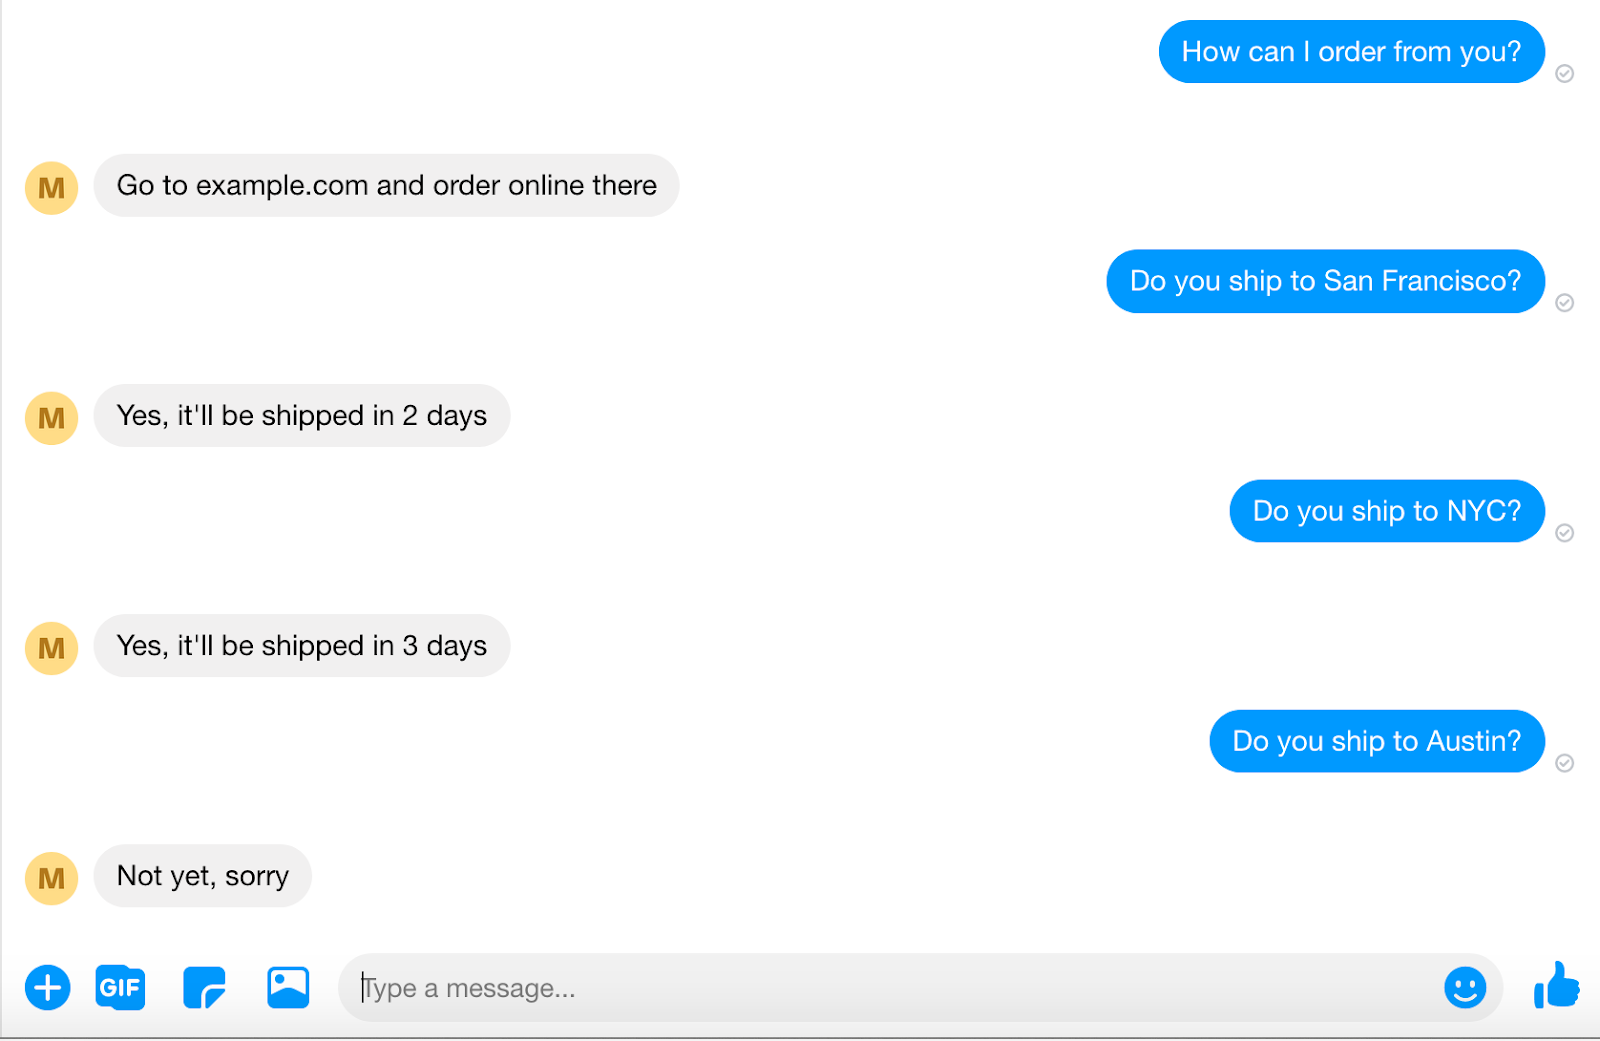 How can I order from you?
M
Go to example.com and order online there
Do you ship to San Francisco?
M
Yes, it'll be shipped in 2 days
Do you ship to NYC?
M
Yes, it'll be shipped in 3 days
Do you ship to Austin?
M
Not yet, sorry
GIF
Type a message...